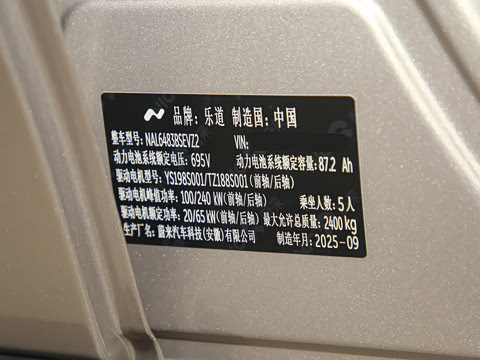 品牌：乐道 制造国：中国
整车型号：NAL6483BSEVZ2 VIN:
动力电池系统额定电压：695V 动力电池系统额定容量：87.2 Ah
驱动电机型号：YS198S001/TZ188S001(前轴/后轴)
驱动电机峰值功率：100/240 kW(前轴/后轴) 乘坐人数：5人
驱动电机额定功率：20/65 kW(前轴/后轴) 最大允许总质量：2400 kg
生产厂名：蔚来汽车科技(安徽)有限公司 制造年月：2025-09